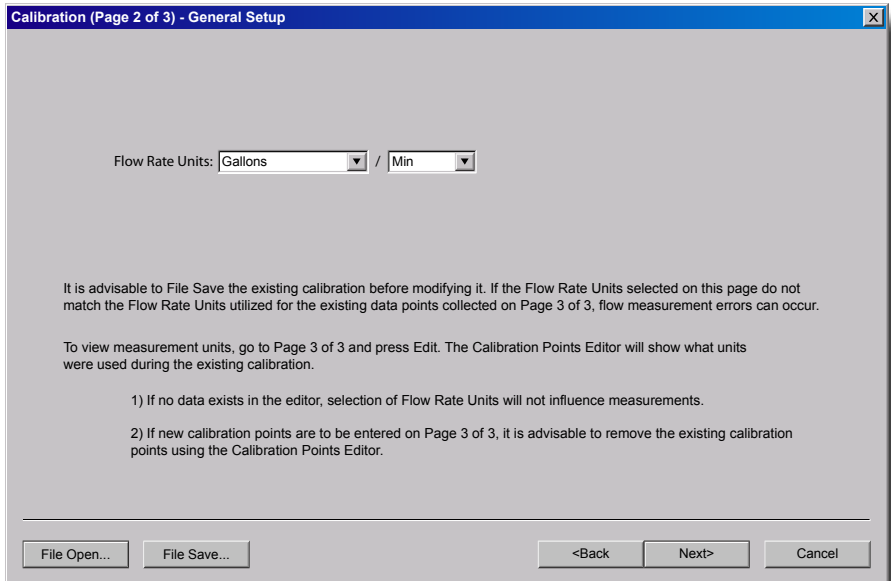 Calibration (Page 2 of 3) - General Setup X
Flow Rate Units: Gallons / Min
It is advisable to File Save the existing calibration before modifying it. If the Flow Rate Units selected on this page do not
match the Flow Rate Units utilized for the existing data points collected on Page 3 of 3, flow measurement errors can occur.
To view measurement units, go to Page 3 of 3 and press Edit. The Calibration Points Editor will show what units
were used during the existing calibration.
1) If no data exists in the editor, selection of Flow Rate Units will not influence measurements.
2) If new calibration points are to be entered on Page 3 of 3, it is advisable to remove the existing calibration
points using the Calibration Points Editor.
File Open... File Save... <Back Next> Cancel